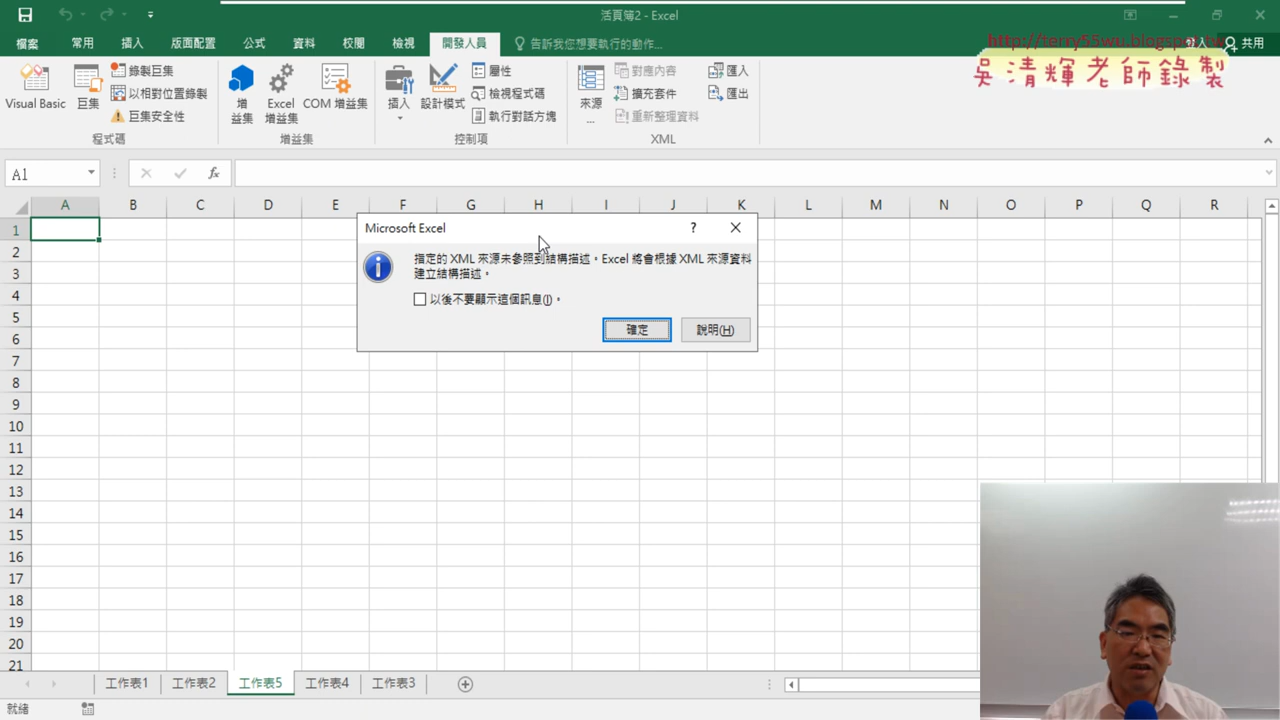 活頁簿2 - Excel
檔案 常用 插入 版面配置 公式 資料 校閱 檢視 開發人員 告訴我您想要執行的動作... 登入 共用
http://terry55wu.blogspot.tw
吳清輝老師錄製
Visual Basic 巨集 錄製巨集 以相對位置錄製 巨集安全性
增益集 Excel 增益集 COM 增益集
插入 設計模式 屬性 檢視程式碼 執行對話方塊
來源... 對應內容 擴充套件 重新整理資料 匯入 匯出
程式碼 增益集 控制項 XML
A1 fx
A B C D E F G H I J K L M N O P Q R
1
2
3
4
5
6
7
8
9
10
11
12
13
14
15
16
17
18
19
20
21
Microsoft Excel ?
指定的 XML 來源未參照到結構描述。Excel 將會根據 XML 來源資料
建立結構描述。
以後不要顯示這個訊息(I)。
確定 說明(H)
工作表1 工作表2 工作表5 工作表4 工作表3
就緒